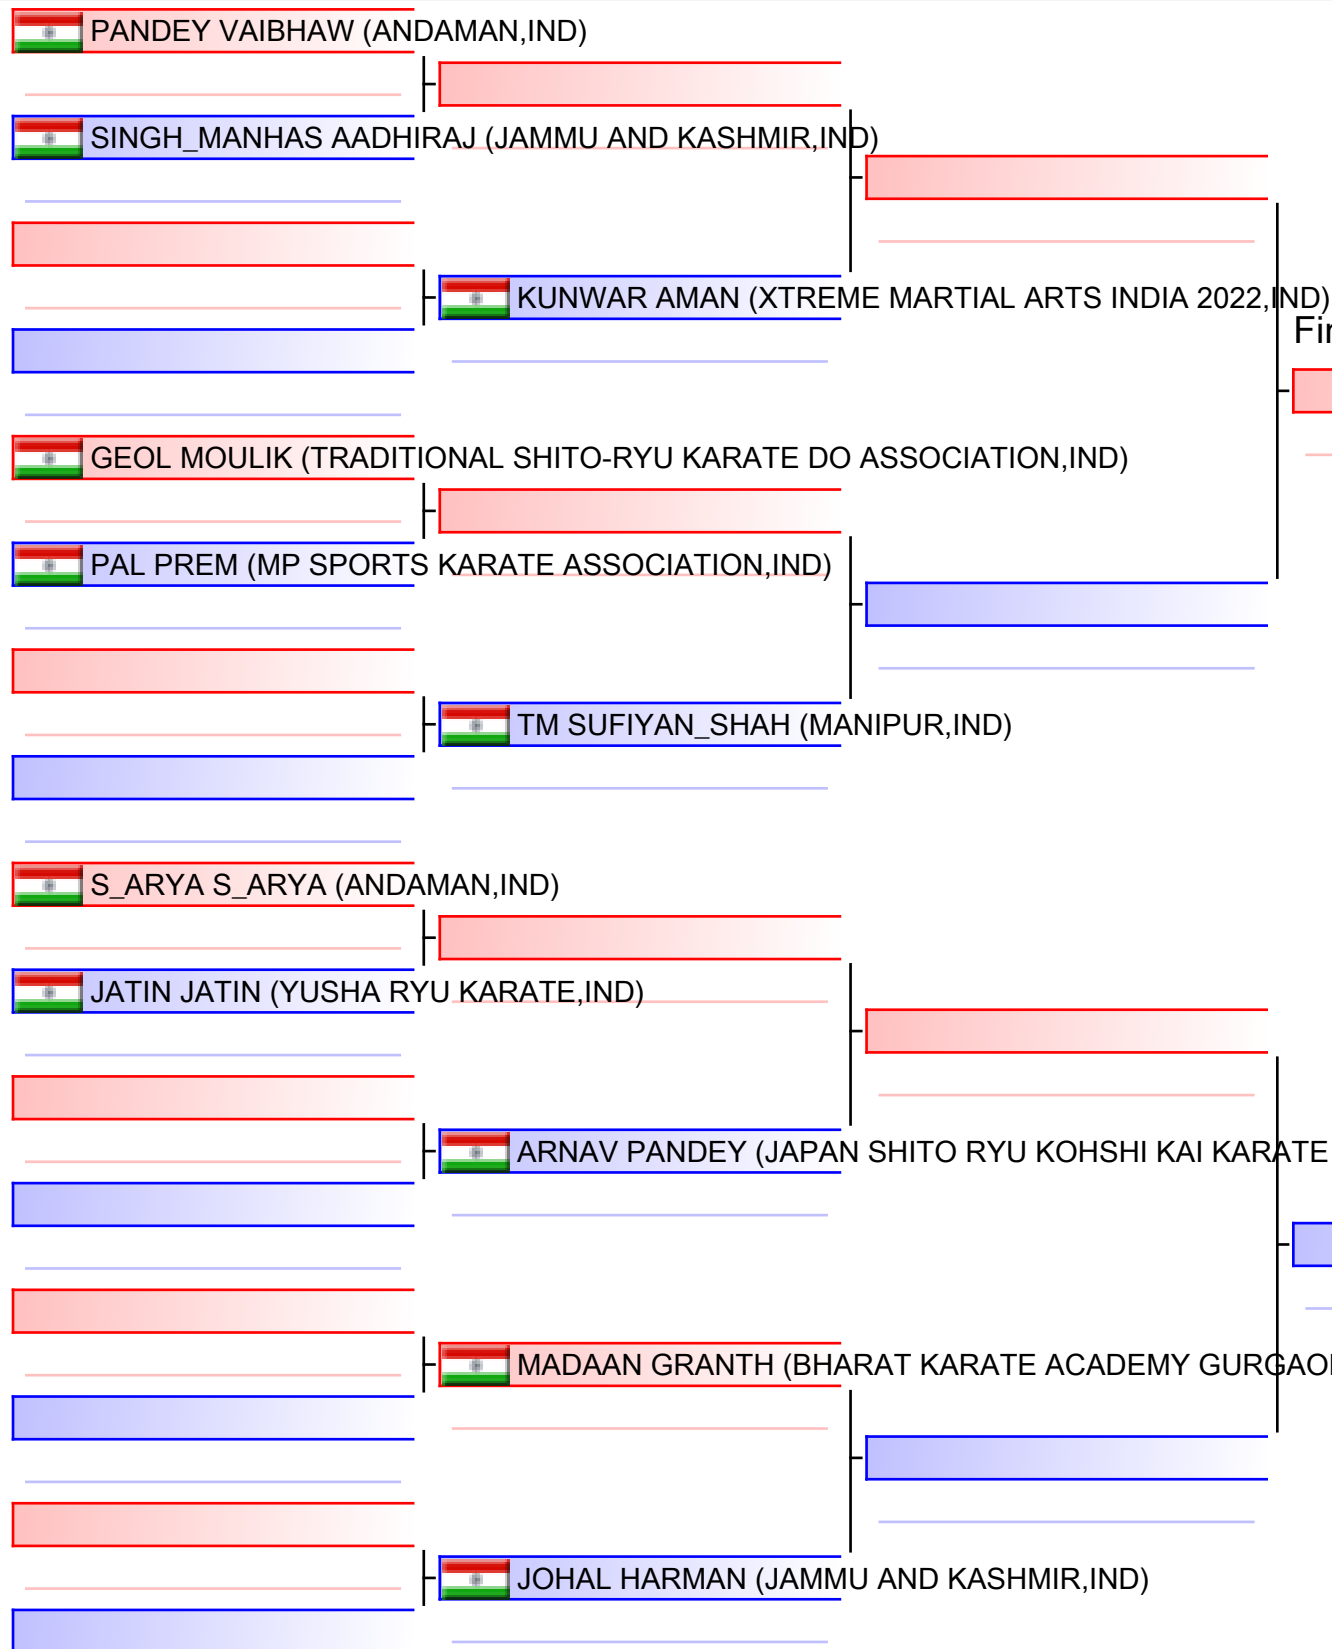 PANDEY VAIBHAW (ANDAMAN,IND)
SINGH_MANHAS AADHIRAJ (JAMMU AND KASHMIR,IND)
KUNWAR AMAN (XTREME MARTIAL ARTS INDIA 2022,IND)
Fin
GEOL MOULIK (TRADITIONAL SHITO-RYU KARATE DO ASSOCIATION,IND)
PAL PREM (MP SPORTS KARATE ASSOCIATION,IND)
TM SUFIYAN_SHAH (MANIPUR,IND)
S_ARYA S_ARYA (ANDAMAN,IND)
JATIN JATIN (YUSHA RYU KARATE,IND)
ARNAV PANDEY (JAPAN SHITO RYU KOHSHI KAI KARATE
MADAAN GRANTH (BHARAT KARATE ACADEMY GURGAON
JOHAL HARMAN (JAMMU AND KASHMIR,IND)